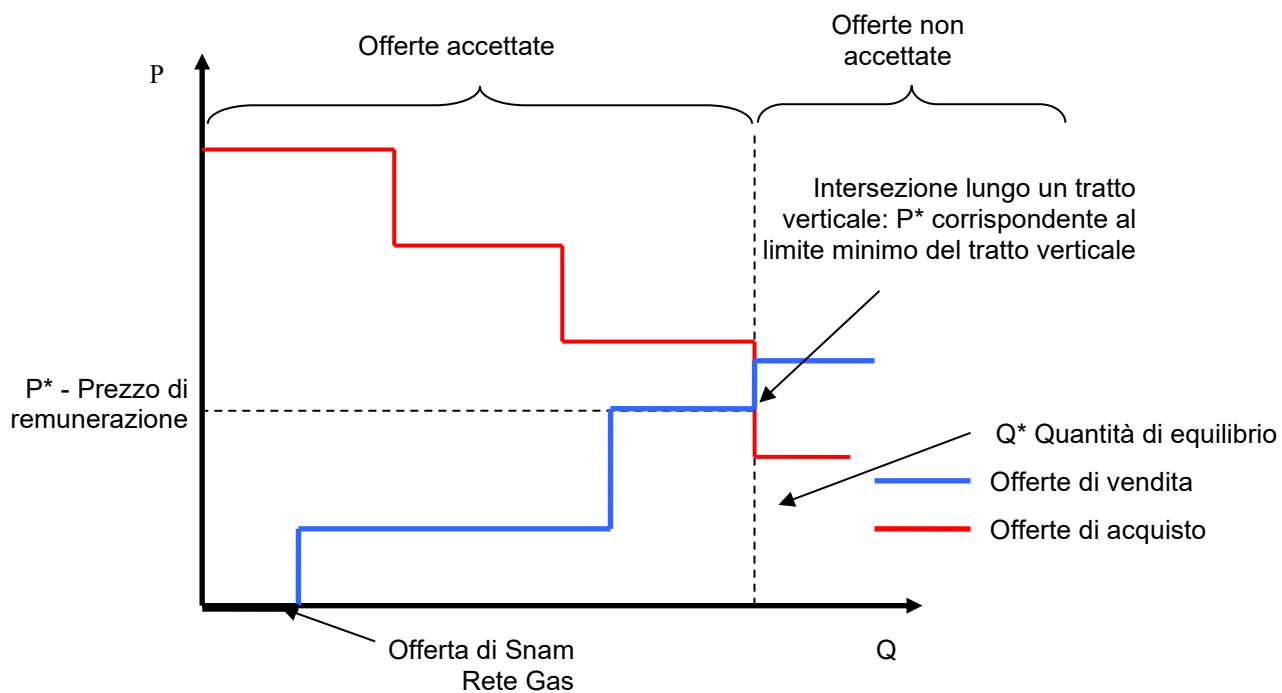 Offerte accettate
Offerte non
accettate
P
Intersezione lungo un tratto
verticale: P* corrispondente al
limite minimo del tratto verticale
P* - Prezzo di
remunerazione
Q* Quantità di equilibrio
Offerte di vendita
Offerte di acquisto
Offerta di Snam
Rete Gas
Q